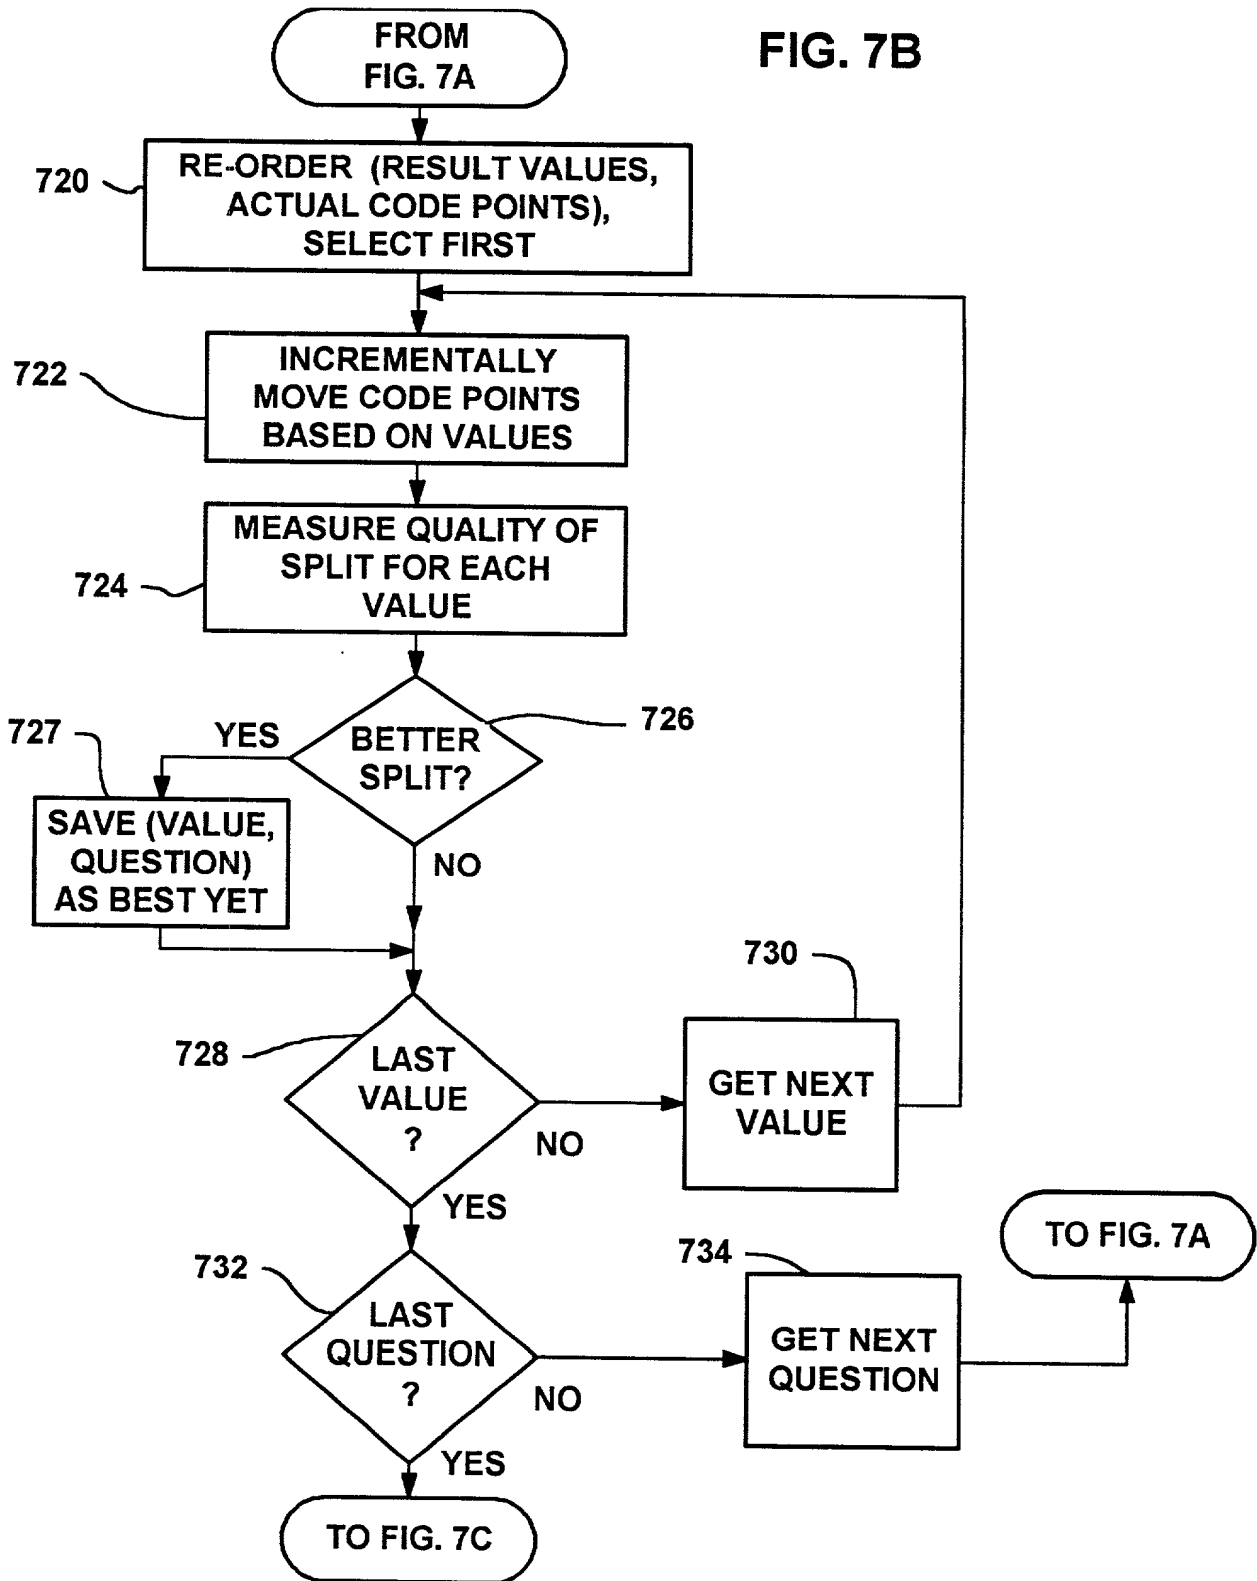 FROM
FIG. 7A
FIG. 7B
720
RE-ORDER (RESULT VALUES,
ACTUAL CODE POINTS),
SELECT FIRST
722
INCREMENTALLY
MOVE CODE POINTS
BASED ON VALUES
724
MEASURE QUALITY OF
SPLIT FOR EACH
VALUE
726
BETTER
SPLIT?
YES
NO
727
SAVE (VALUE,
QUESTION)
AS BEST YET
728
LAST
VALUE
?
NO
YES
730
GET NEXT
VALUE
732
LAST
QUESTION
?
NO
YES
734
GET NEXT
QUESTION
TO FIG. 7A
TO FIG. 7C